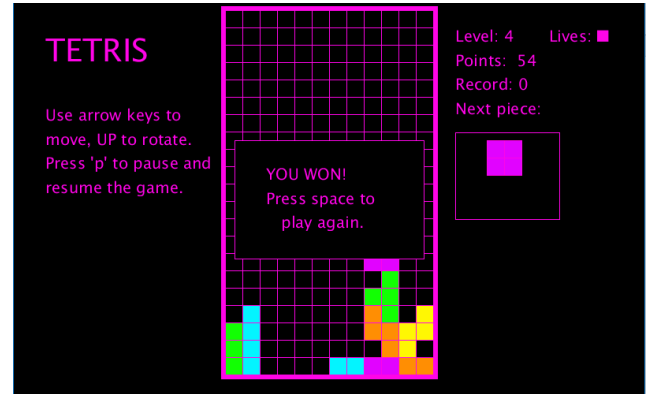 TETRIS
Use arrow keys to
move, UP to rotate.
Press 'p' to pause and
resume the game.
YOU WON!
Press space to
play again.
Level: 4 Lives:
Points: 54
Record: 0
Next piece: